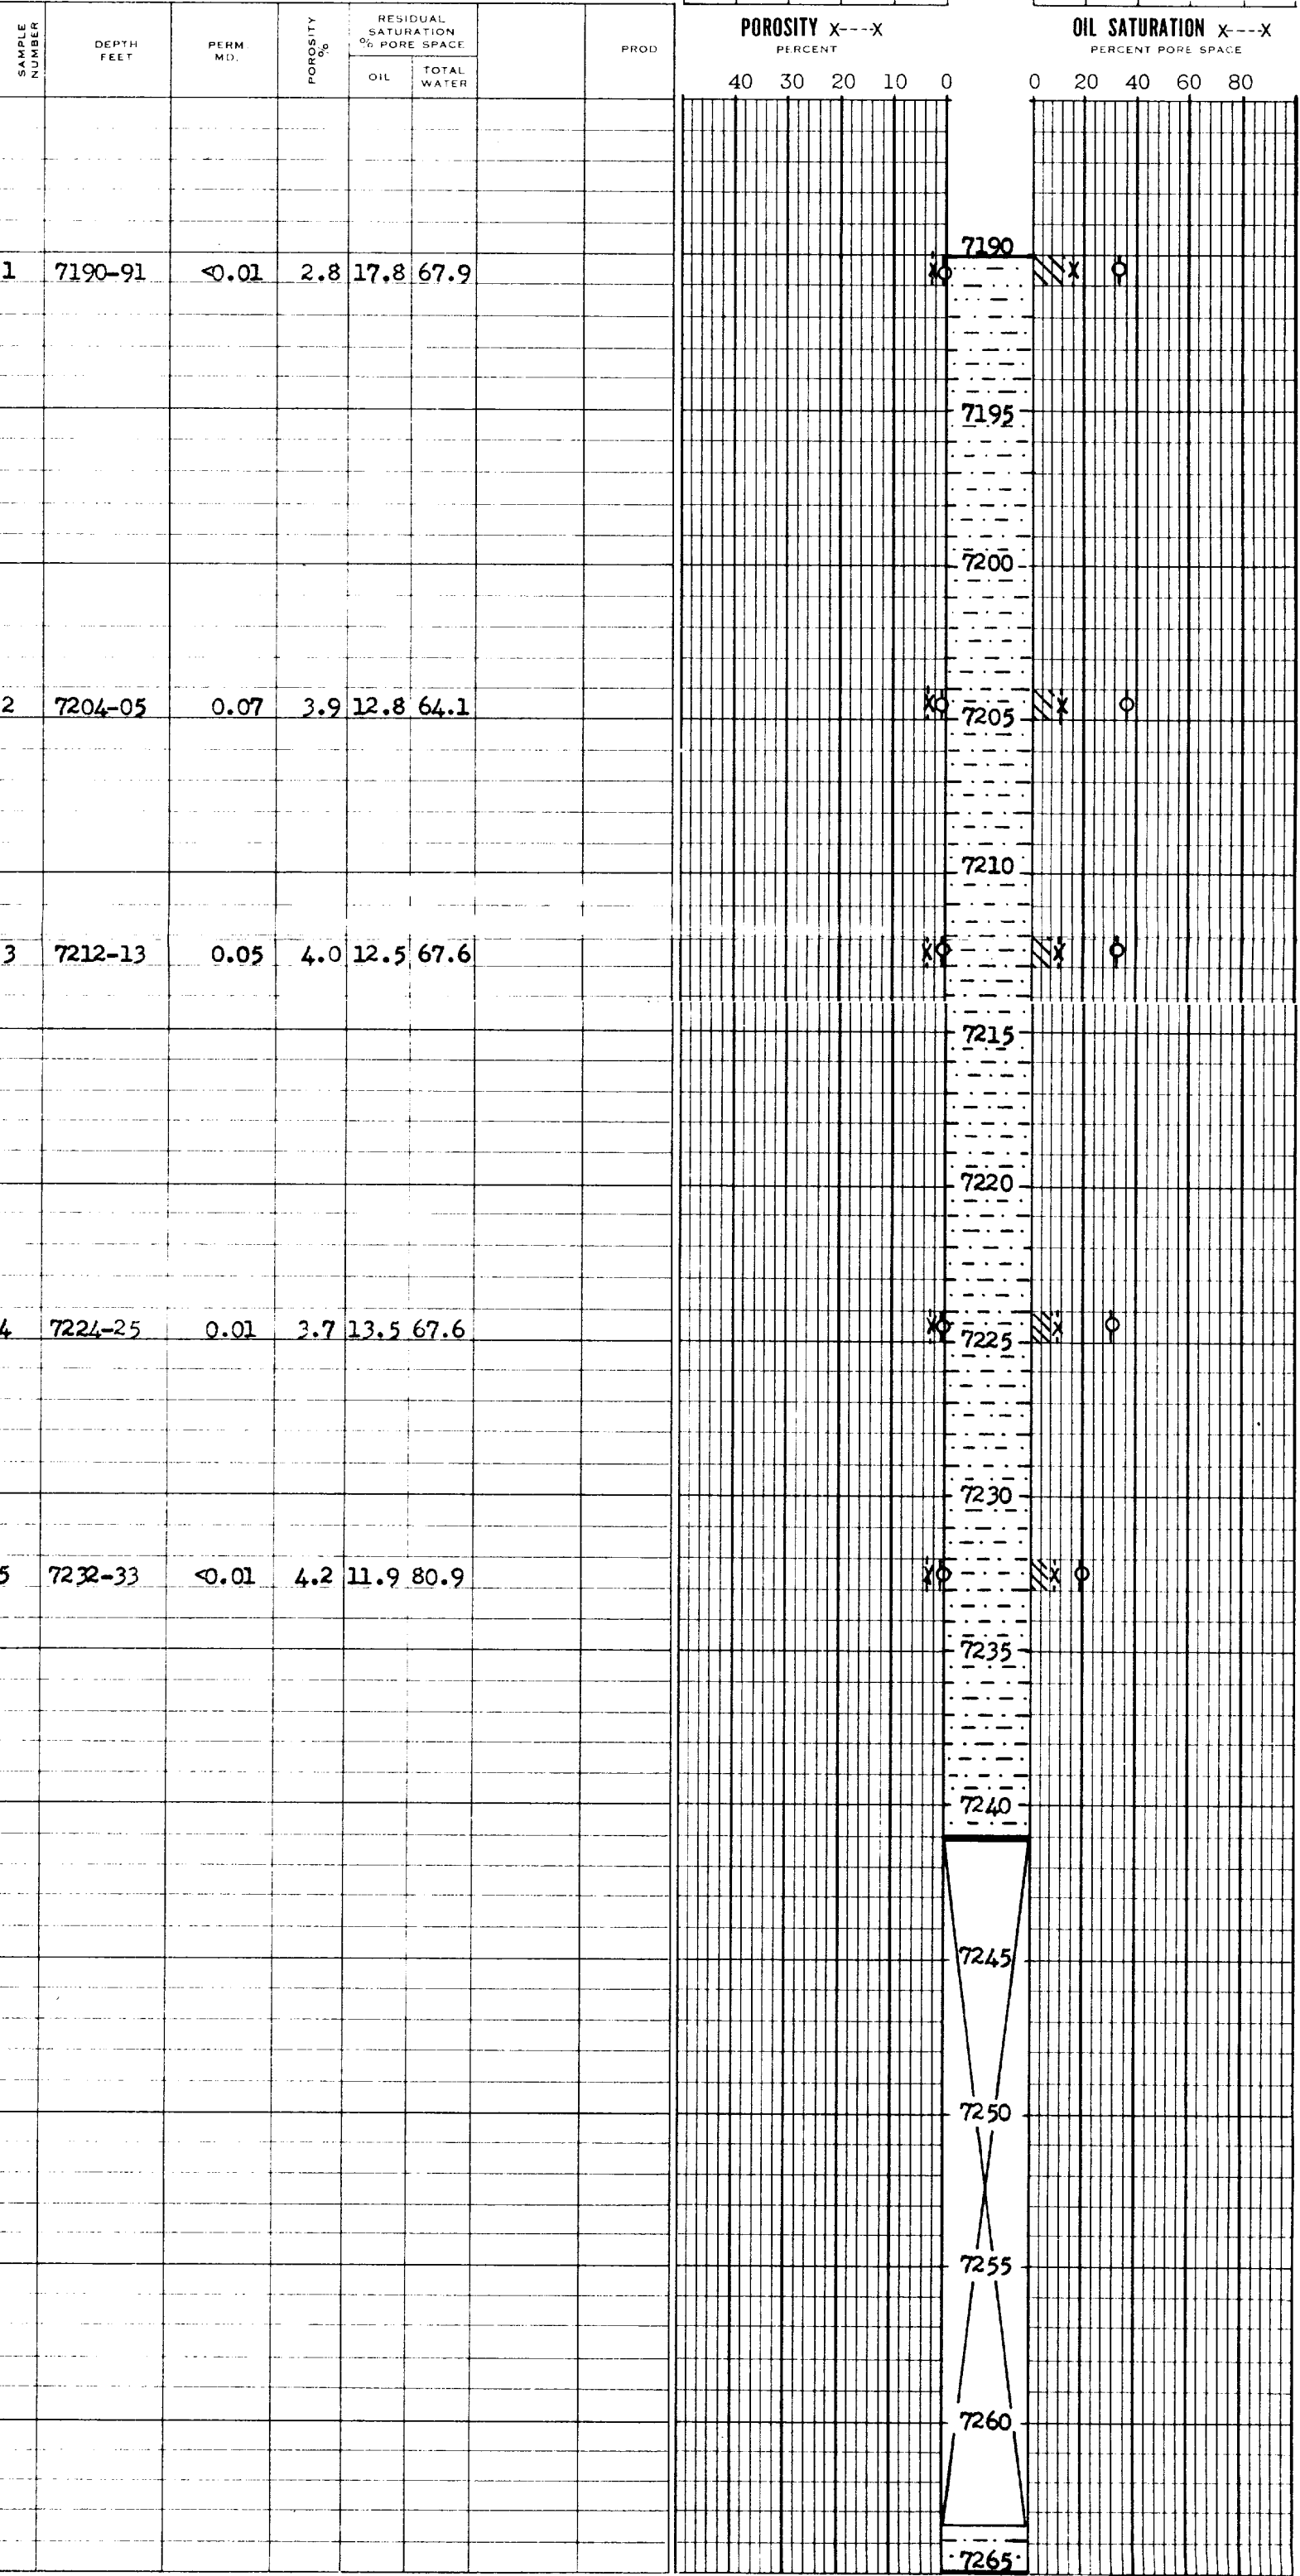 SAMPLE NUMBER
DEPTH FEET
PERM. MD.
POROSITY %
RESIDUAL SATURATION % PORE SPACE
OIL
TOTAL WATER
PROD
POROSITY X----X
PERCENT
40 30 20 10 0
OIL SATURATION X----X
PERCENT PORE SPACE
0 20 40 60 80
7190
1 7190-91 <0.01 2.8 17.8 67.9
7195
7200
2 7204-05 0.07 3.9 12.8 64.1
7205
7210
3 7212-13 0.05 4.0 12.5 67.6
7215
7220
4 7224-25 0.01 3.7 13.5 67.6
7225
7230
5 7232-33 <0.01 4.2 11.9 80.9
7235
7240
7245
7250
7255
7260
7265